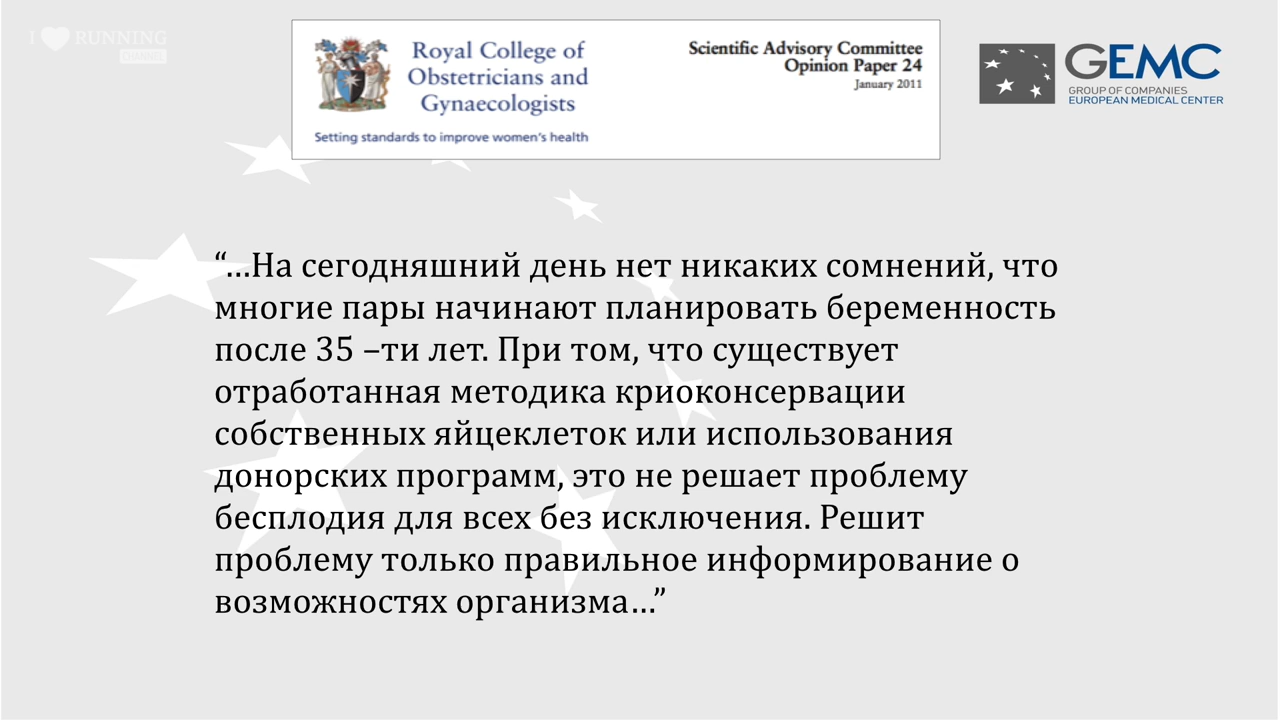 I RUNNING
CHANNEL
Royal College of
Obstetricians and
Gynaecologists
Setting standards to improve women's health
Scientific Advisory Committee
Opinion Paper 24
January 2011
GEMC
GROUP OF COMPANIES
EUROPEAN MEDICAL CENTER
“…На сегодняшний день нет никаких сомнений, что
многие пары начинают планировать беременность
после 35 –ти лет. При том, что существует
отработанная методика криоконсервации
собственных яйцеклеток или использования
донорских программ, это не решает проблему
бесплодия для всех без исключения. Решит
проблему только правильное информирование о
возможностях организма…”